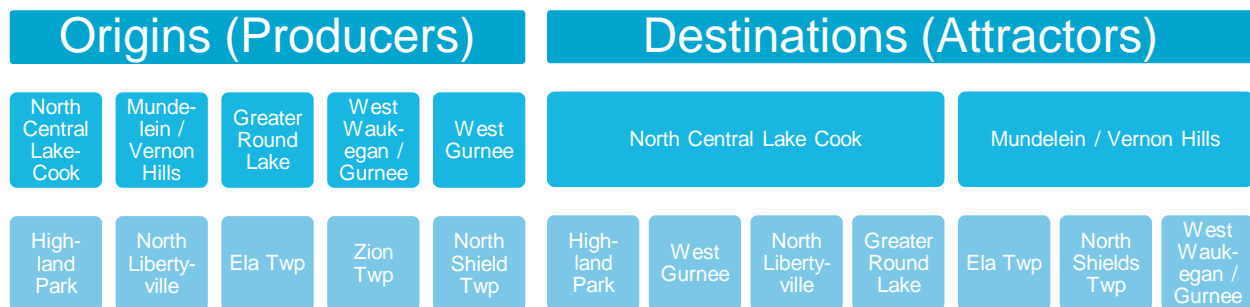 Origins (Producers)
Destinations (Attractors)
North
Central
Lake-
Cook
Munde-
lein /
Vernon
Hills
Greater
Round
Lake
West
Wauk-
egan /
Gurnee
West
Gurnee
North Central Lake Cook
Mundelein / Vernon Hills
High-
land
Park
North
Liberty-
ville
Ela Twp
Zion
Twp
North
Shield
Twp
High-
land
Park
West
Gurnee
North
Liberty-
ville
Greater
Round
Lake
Ela Twp
North
Shields
Twp
West
Wauk-
egan /
Gurnee